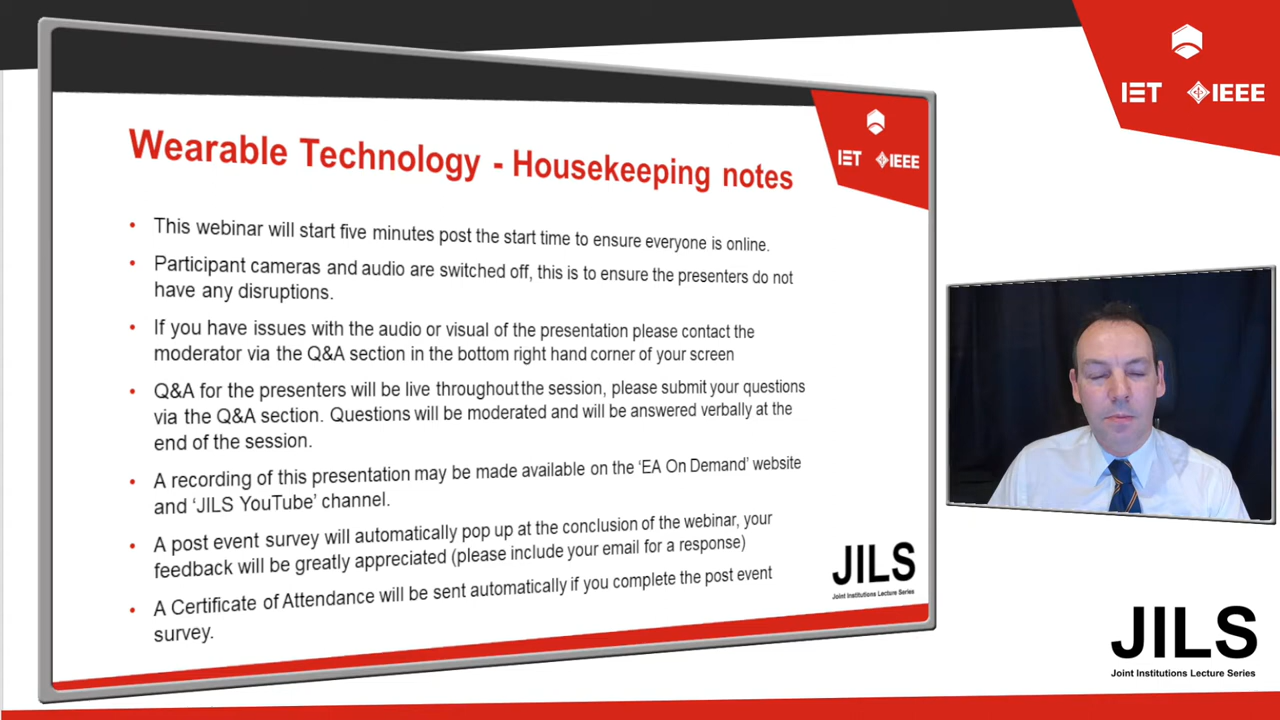 IET IEEE
Wearable Technology - Housekeeping notes
IET IEEE
• This webinar will start five minutes post the start time to ensure everyone is online.
• Participant cameras and audio are switched off, this is to ensure the presenters do not
have any disruptions.
• If you have issues with the audio or visual of the presentation please contact the
moderator via the Q&A section in the bottom right hand corner of your screen
• Q&A for the presenters will be live throughout the session, please submit your questions
via the Q&A section. Questions will be moderated and will be answered verbally at the
end of the session.
• A recording of this presentation may be made available on the 'EA On Demand' website
and 'JILS YouTube' channel.
• A post event survey will automatically pop up at the conclusion of the webinar, your
feedback will be greatly appreciated (please include your email for a response)
• A Certificate of Attendance will be sent automatically if you complete the post event
survey.
JILS
Joint Institutions Lecture Series
JILS
Joint Institutions Lecture Series